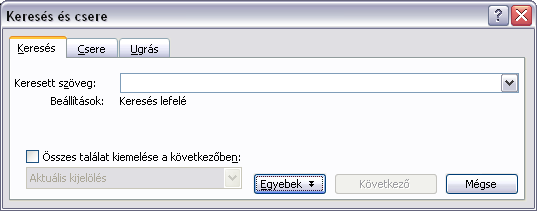 Keresés és csere
Keresés Csere Ugrás
Keresett szöveg:
Beállítások: Keresés lefelé
Összes találat kiemelése a következőben:
Aktuális kijelölés
Egyebek Következő Mégse